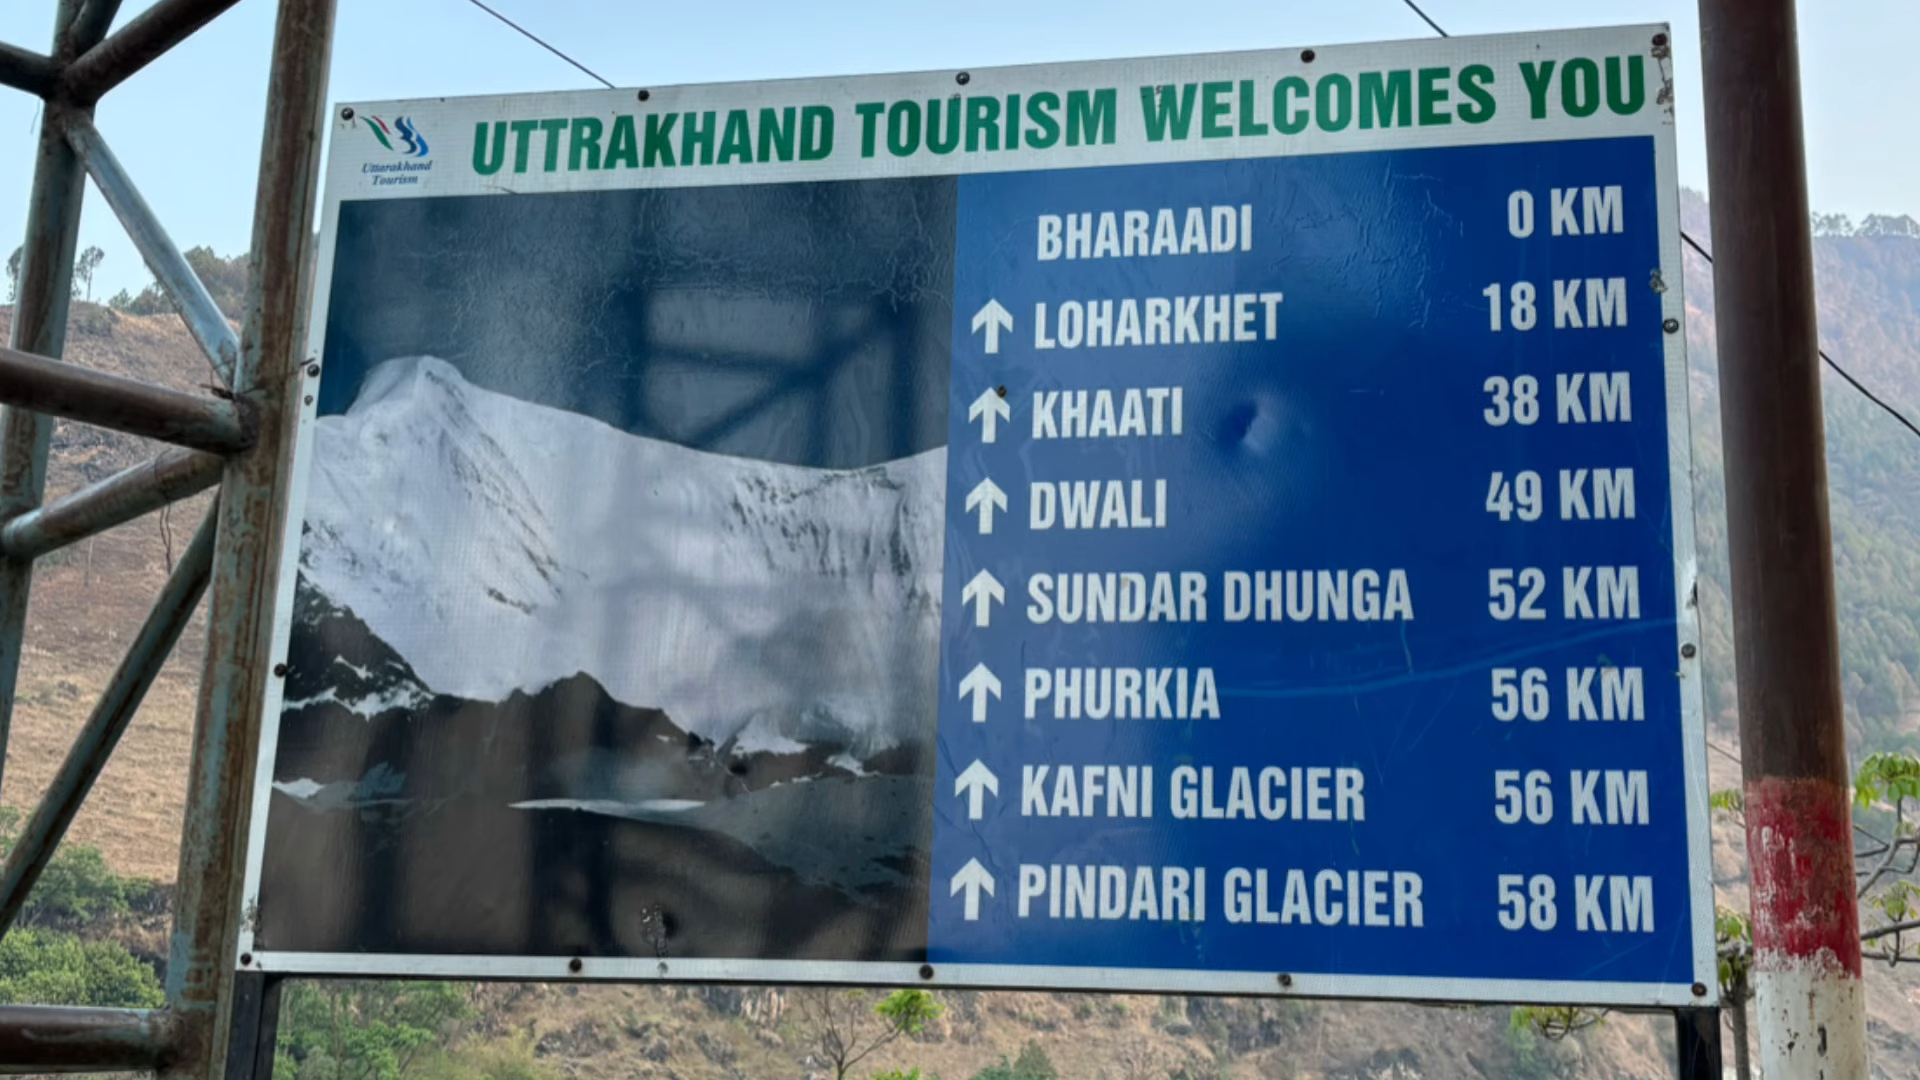 UTTRAKHAND TOURISM WELCOMES YOU
Uttarakhand
Tourism
BHARAADI 0 KM
↑ LOHARKHET 18 KM
↑ KHAATI 38 KM
↑ DWALI 49 KM
↑ SUNDAR DHUNGA 52 KM
↑ PHURKIA 56 KM
↑ KAFNI GLACIER 56 KM
↑ PINDARI GLACIER 58 KM